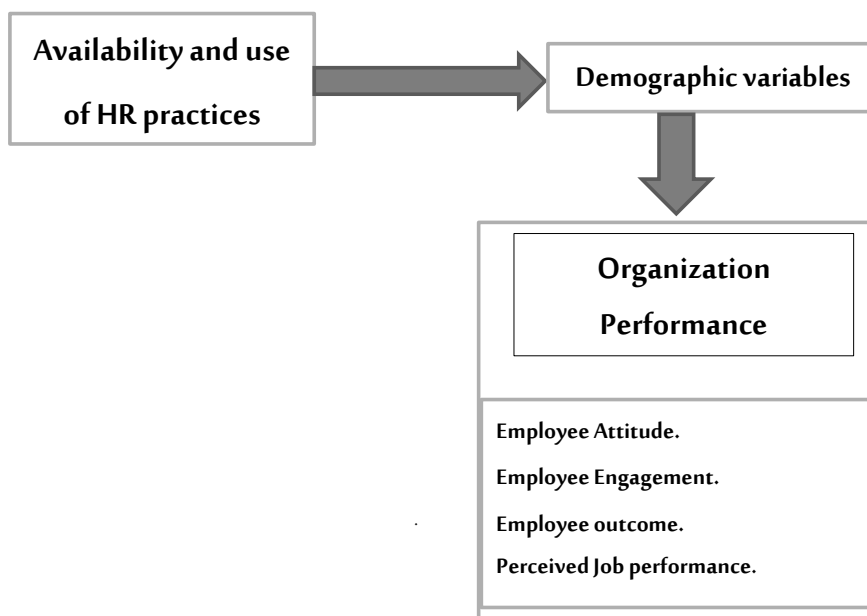 Availability and use
of HR practices
Demographic variables
Organization
Performance
Employee Attitude.
Employee Engagement.
Employee outcome.
Perceived Job performance.
.